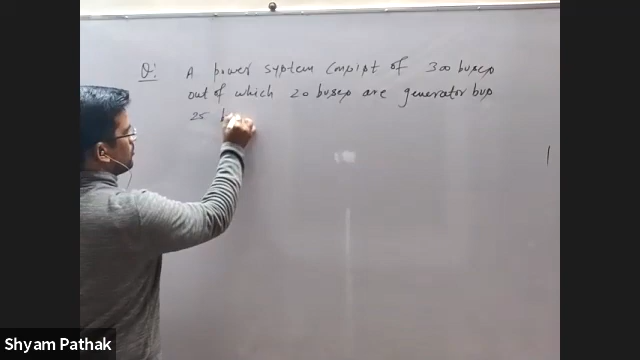 Q: A power system consist of 300 buses
out of which 20 buses are generator bus
25 b
Shyam Pathak